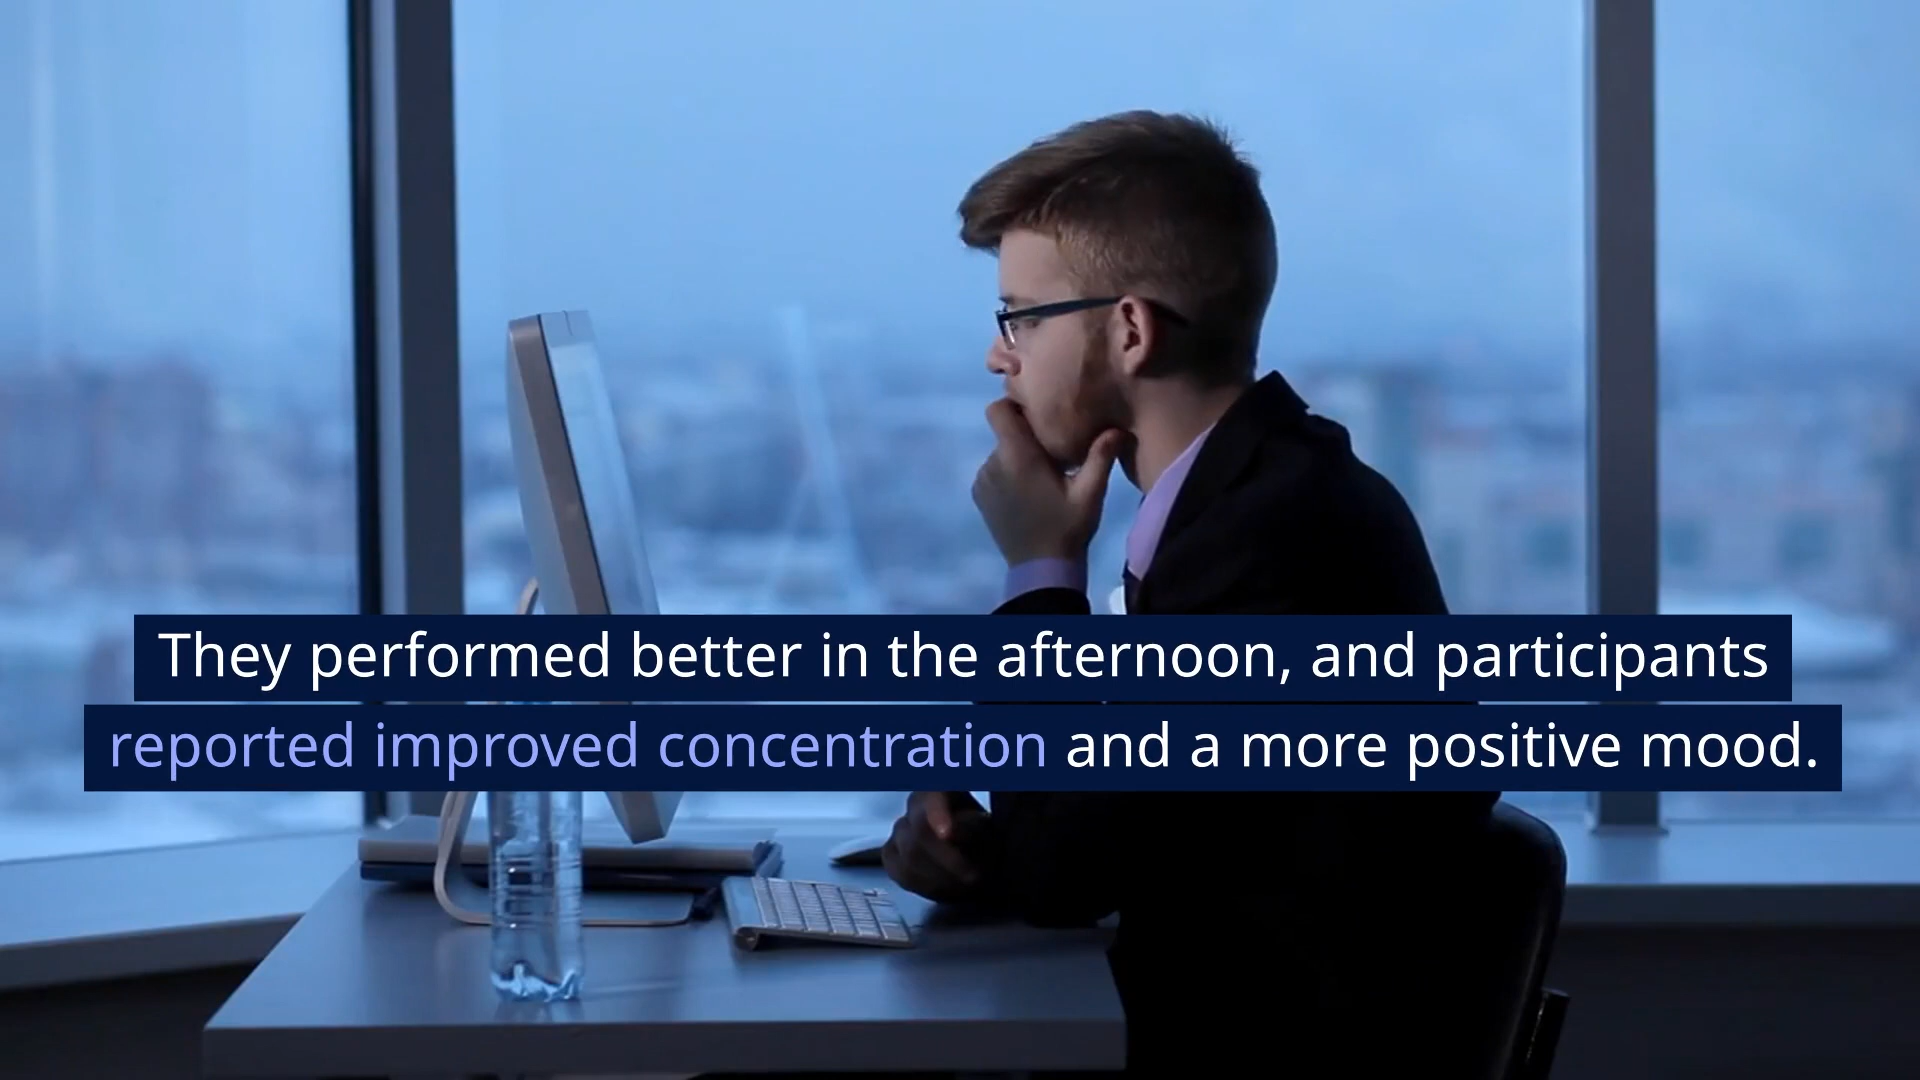 They performed better in the afternoon, and participants
reported improved concentration and a more positive mood.